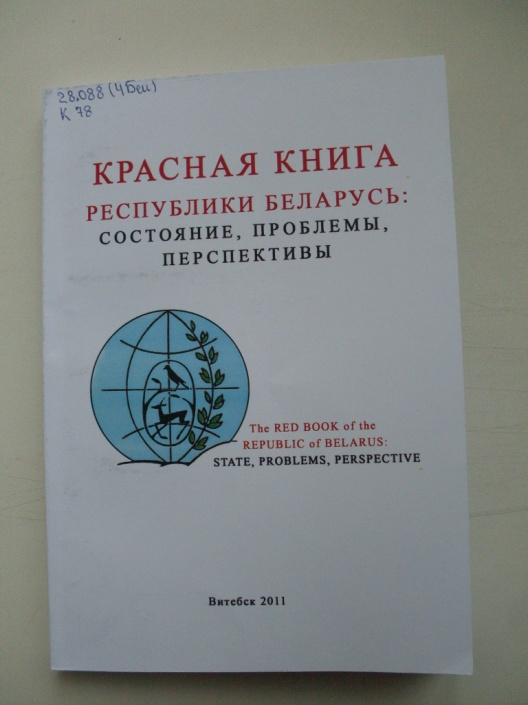 28.088 (4Беи)
К 78
КРАСНАЯ КНИГА
РЕСПУБЛИКИ БЕЛАРУСЬ:
СОСТОЯНИЕ, ПРОБЛЕМЫ,
ПЕРСПЕКТИВЫ
The RED BOOK of the
REPUBLIC of BELARUS:
STATE, PROBLEMS, PERSPECTIVE
Витебск 2011